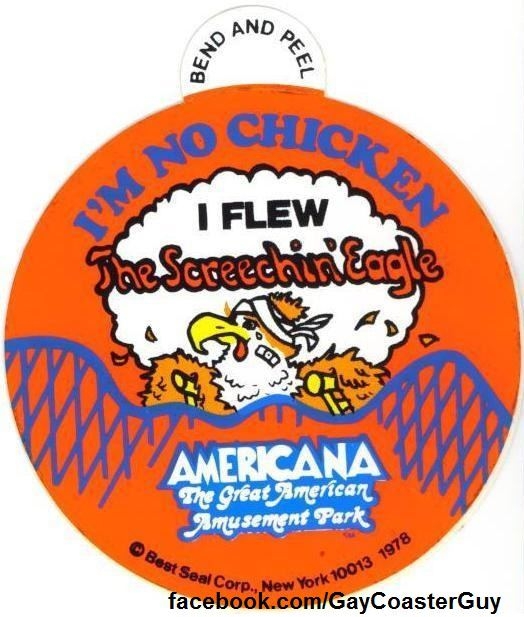 BEND AND PEEL
I'M NO CHICKEN
I FLEW
The Screechin' Eagle
AMERICANA
The Great American
Amusement Park
© Best Seal Corp., New York 10013 1978
facebook.com/GayCoasterGuy